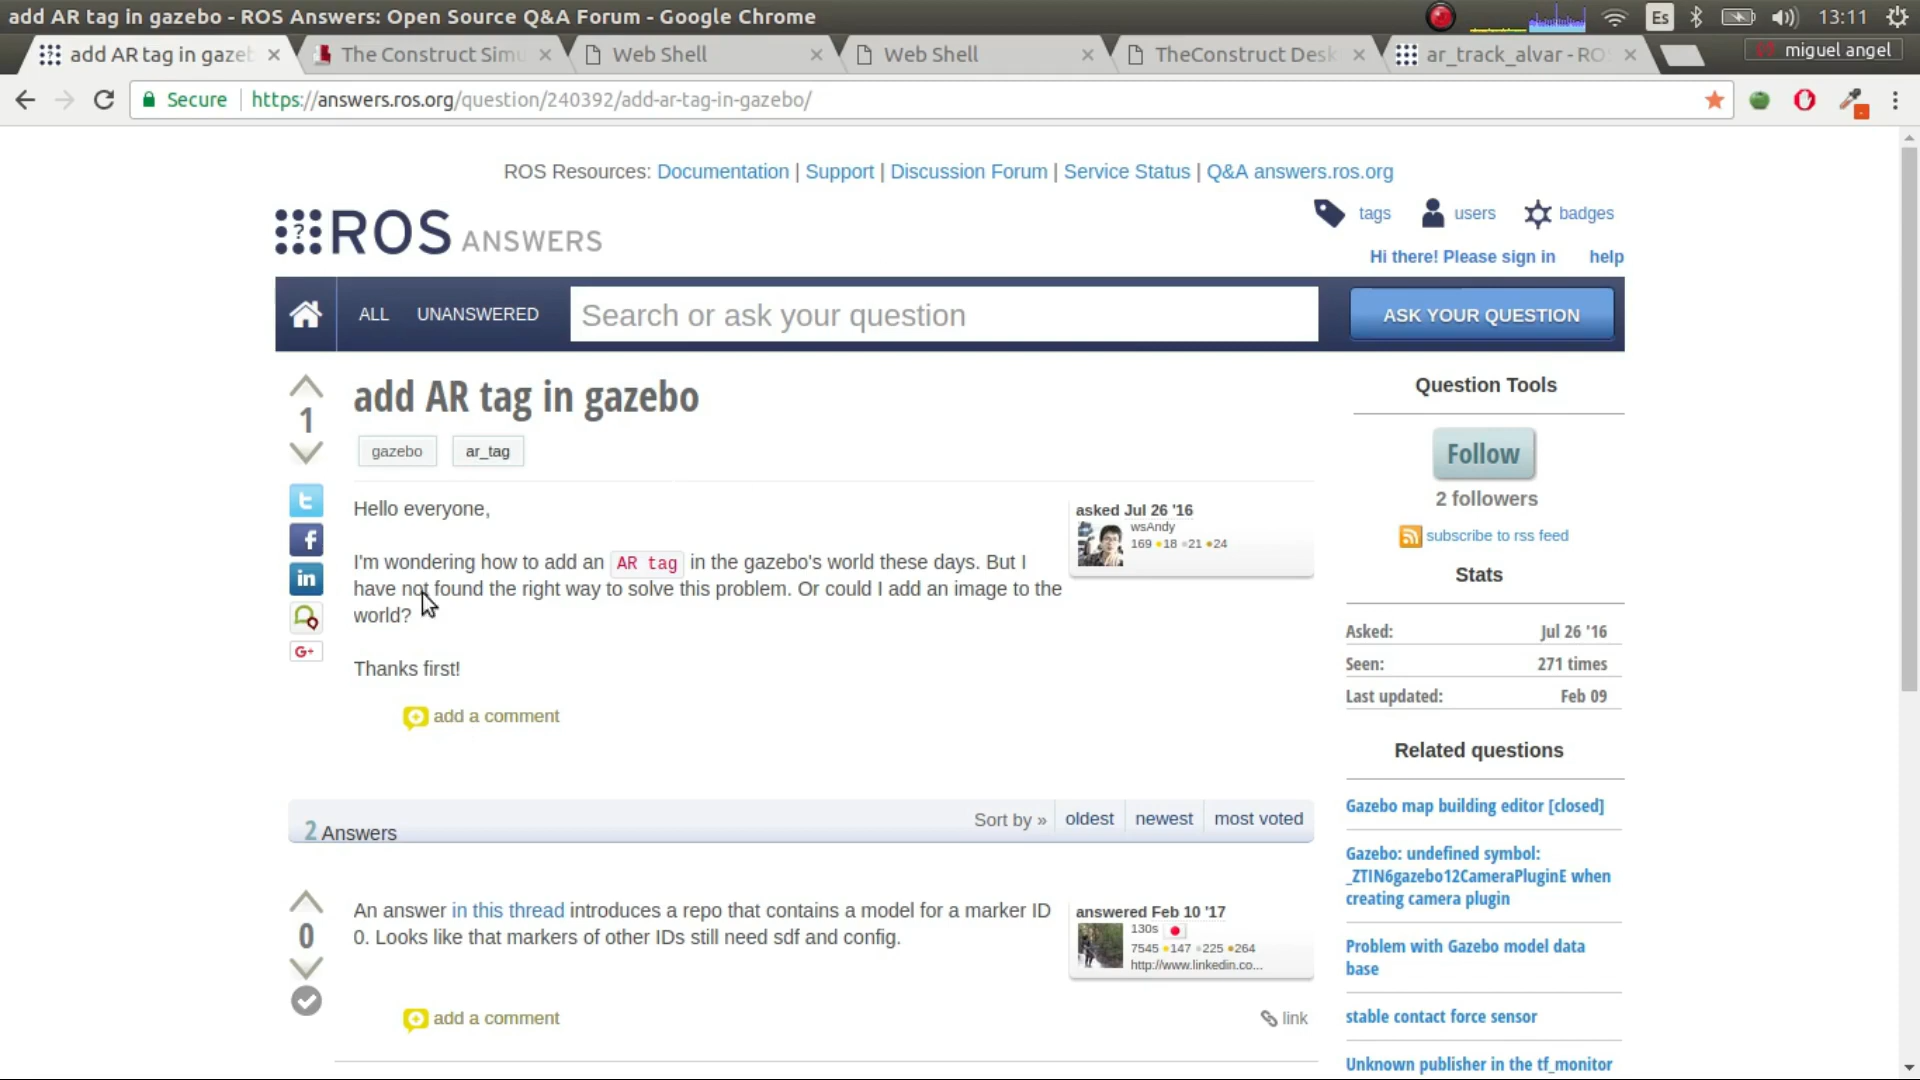 add AR tag in gazebo - ROS Answers: Open Source Q&A Forum - Google Chrome
Es
13:11
add AR tag in gazeb
The Construct Simu
Web Shell
Web Shell
TheConstruct Desk
ar_track_alvar - RO
miguel angel
Secure
https://answers.ros.org/question/240392/add-ar-tag-in-gazebo/
ROS Resources: Documentation | Support | Discussion Forum | Service Status | Q&A answers.ros.org
?
ROS ANSWERS
tags
users
badges
Hi there! Please sign in
help
ALL
UNANSWERED
Search or ask your question
ASK YOUR QUESTION
1
add AR tag in gazebo
gazebo
ar_tag
Hello everyone,
I'm wondering how to add an AR tag in the gazebo's world these days. But I
have not found the right way to solve this problem. Or could I add an image to the
world?
Thanks first!
add a comment
asked Jul 26 '16
wsAndy
169 ●18 ●21 ●24
t
f
in
G+
Question Tools
Follow
2 followers
subscribe to rss feed
Stats
Asked: Jul 26 '16
Seen: 271 times
Last updated: Feb 09
Related questions
Gazebo map building editor [closed]
Gazebo: undefined symbol:
_ZTIN6gazebo12CameraPluginE when
creating camera plugin
Problem with Gazebo model data
base
stable contact force sensor
Unknown publisher in the tf_monitor
2 Answers
Sort by » oldest newest most voted
0
An answer in this thread introduces a repo that contains a model for a marker ID
0. Looks like that markers of other IDs still need sdf and config.
answered Feb 10 '17
130s
7545 ●147 ●225 ●264
http://www.linkedin.co...
add a comment
link